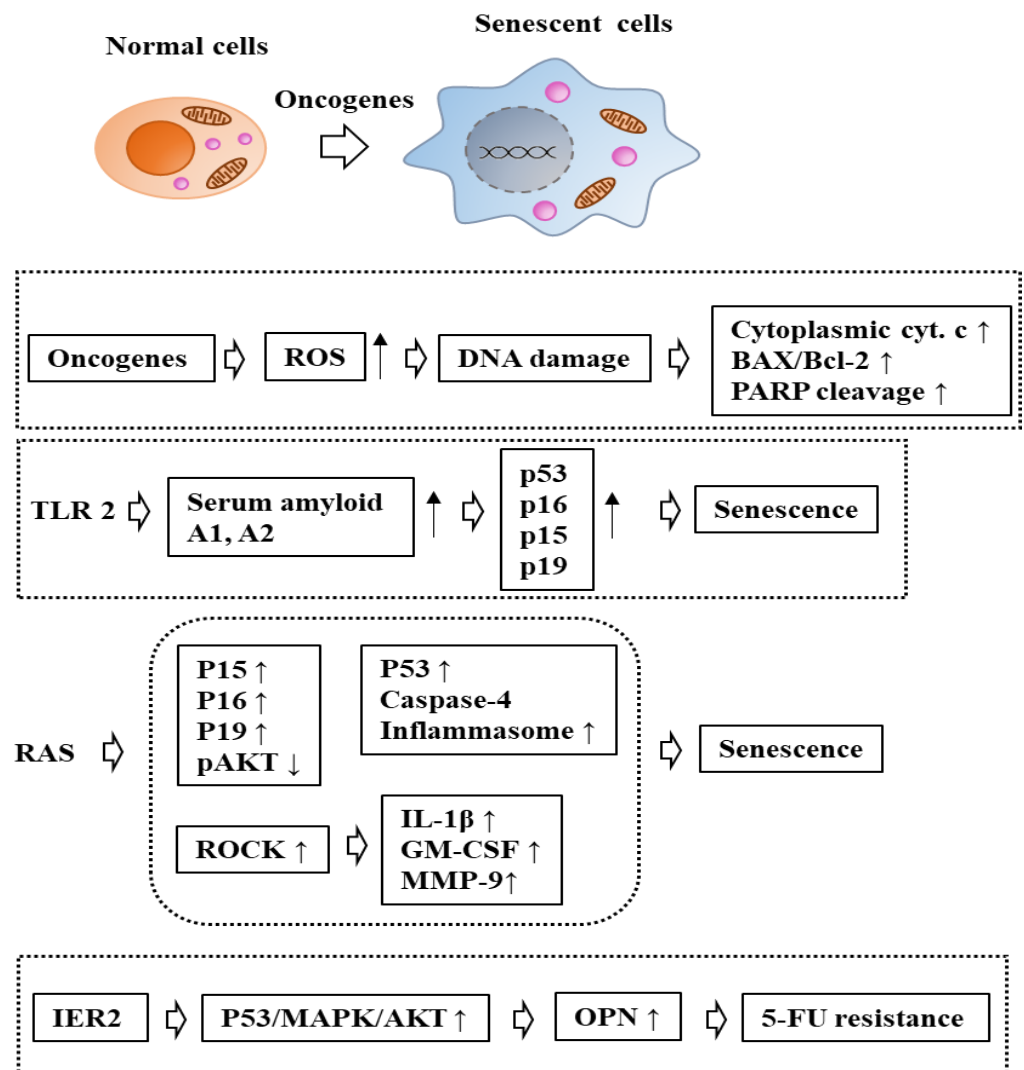 Normal cells
Senescent cells
Oncogenes
Oncogenes
ROS
DNA damage
Cytoplasmic cyt. c ↑
BAX/Bcl-2 ↑
PARP cleavage ↑
TLR 2
Serum amyloid
A1, A2
p53
p16
p15
p19
Senescence
RAS
P15 ↑
P16 ↑
P19 ↑
pAKT ↓
P53 ↑
Caspase-4
Inflammasome ↑
ROCK ↑
IL-1β ↑
GM-CSF ↑
MMP-9↑
Senescence
IER2
P53/MAPK/AKT ↑
OPN ↑
5-FU resistance